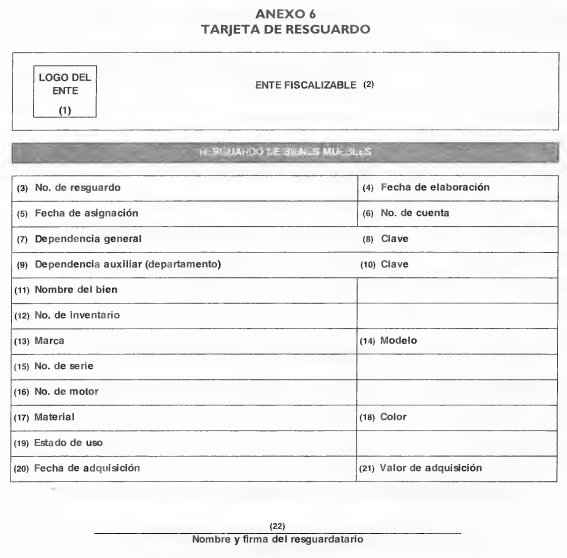 ANEXO 6
TARJETA DE RESGUARDO
LOGO DEL
ENTE
(1)
ENTE FISCALIZABLE (2)
RESGUARDO DE BIENES MUEBLES
(3) No. de resguardo (4) Fecha de elaboración
(5) Fecha de asignación (6) No. de cuenta
(7) Dependencia general (8) Clave
(9) Dependencia auxiliar (departamento) (10) Clave
(11) Nombre del bien
(12) No. de Inventario
(13) Marca (14) Modelo
(15) No. de serie
(16) No. de motor
(17) Material (18) Color
(19) Estado de uso
(20) Fecha de adquisición (21) Valor de adquisición
(22)
Nombre y firma del resguardatario